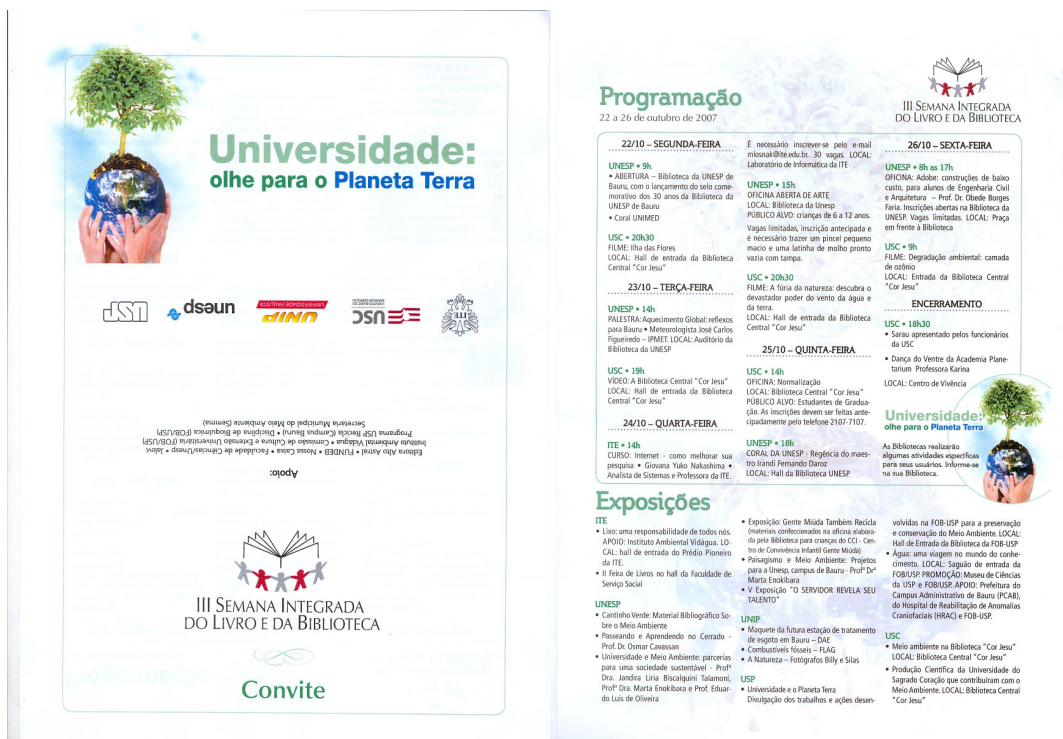 Universidade:
olhe para o Planeta Terra
USP
unesp
UNIP
UNIVERSIDADE PAULISTA
USC
ITE
Apoio:
Editora Alto Astral • FUNDEB • Nossa Caixa • Faculdade de Ciências/Unesp • Jalovi
Instituto Ambiental Vidágua • Comissão de Cultura e Extensão Universitária (FOB/USP)
Programa USP Recicla (Campus Bauru) • Disciplina de Bioquímica (FOB/USP)
Secretaria Municipal do Meio Ambiente (Semma)
III SEMANA INTEGRADA
DO LIVRO E DA BIBLIOTECA
Convite
Programação
22 a 26 de outubro de 2007
III SEMANA INTEGRADA
DO LIVRO E DA BIBLIOTECA
22/10 – SEGUNDA-FEIRA
UNESP • 9h
• ABERTURA – Biblioteca da UNESP de
Bauru, com o lançamento do selo come-
morativo dos 30 anos da Biblioteca da
UNESP de Bauru
• Coral UNIMED
USC • 20h30
FILME: Ilha das Flores
LOCAL: Hall de entrada da Biblioteca
Central "Cor Jesu"
23/10 – TERÇA-FEIRA
UNESP • 14h
PALESTRA: Aquecimento Global: reflexos
para Bauru • Meteorologista José Carlos
Figueiredo – IPMET. LOCAL: Auditório da
Biblioteca da UNESP
USC • 19h
VÍDEO: A Biblioteca Central "Cor Jesu"
LOCAL: Hall de entrada da Biblioteca
Central "Cor Jesu"
24/10 – QUARTA-FEIRA
ITE • 14h
CURSO: Internet - como melhorar sua
pesquisa • Giovana Yuko Nakashima •
Analista de Sistemas e Professora da ITE.
É necessário inscrever-se pelo e-mail
mlosnak@ite.edu.br. 30 vagas. LOCAL:
Laboratório de Informática da ITE
UNESP • 15h
OFICINA ABERTA DE ARTE
LOCAL: Biblioteca da Unesp
PÚBLICO ALVO: crianças de 6 a 12 anos.
Vagas limitadas, inscrição antecipada e
é necessário trazer um pincel pequeno
macio e uma latinha de molho pronto
vazia com tampa.
USC • 20h30
FILME: A fúria da natureza: descubra o
devastador poder do vento da água e
da terra.
LOCAL: Hall de entrada da Biblioteca
Central "Cor Jesu"
25/10 – QUINTA-FEIRA
USC • 14h
OFICINA: Normalização
LOCAL: Biblioteca Central "Cor Jesu"
PÚBLICO ALVO: Estudantes de Gradua-
ção. As inscrições devem ser feitas ante-
cipadamente pelo telefone 2107-7107.
UNESP • 18h
CORAL DA UNESP - Regência do maes-
tro Irandi Fernando Daroz
LOCAL: Hall da Biblioteca UNESP
26/10 – SEXTA-FEIRA
UNESP • 8h as 17h
OFICINA: Adobe: construções de baixo
custo, para alunos de Engenharia Civil
e Arquitetura – Prof. Dr. Obede Borges
Faria. Inscrições abertas na Biblioteca da
UNESP. Vagas limitadas. LOCAL: Praça
em frente à Biblioteca
USC • 9h
FILME: Degradação ambiental: camada
de ozônio
LOCAL: Entrada da Biblioteca Central
"Cor Jesu"
ENCERRAMENTO
USC • 18h30
• Sarau apresentado pelos funcionários
da USC
• Dança do Ventre da Academia Plane-
tarium Professora Karina
LOCAL: Centro de Vivência
Universidade:
olhe para o Planeta Terra
As Bibliotecas realizarão
algumas atividades específicas
para seus usuários. Informe-se
na sua Biblioteca.
Exposições
ITE
• Lixo: uma responsabilidade de todos nós.
APOIO: Instituto Ambiental Vidágua. LO-
CAL: hall de entrada do Prédio Pioneiro
da ITE.
• II Feira de Livros no hall da Faculdade de
Serviço Social
UNESP
• Cantinho Verde: Material Bibliográfico So-
bre o Meio Ambiente
• Passeando e Aprendendo no Cerrado -
Prof. Dr. Osmar Cavassan
• Universidade e Meio Ambiente: parcerias
para uma sociedade sustentável - Profª
Dra. Jandira Liria Biscalquini Talamoni,
Profª Dra. Marta Enokibara e Prof. Eduar-
do Luis de Oliveira
• Exposição: Gente Miúda Também Recicla
(materiais confeccionados na oficina elabora-
da pela Biblioteca para crianças do CCI - Cen-
tro de Convivência Infantil Gente Miúda)
• Paisagismo e Meio Ambiente: Projetos
para a Unesp, campus de Bauru - Profª Drª
Marta Enokibara
• V Exposição "O SERVIDOR REVELA SEU
TALENTO"
UNIP
• Maquete da futura estação de tratamento
de esgoto em Bauru – DAE
• Combustíveis fósseis – FLAG
• A Natureza – Fotógrafos Billy e Silas
USP
• Universidade e o Planeta Terra
Divulgação dos trabalhos e ações desen-
volvidas na FOB-USP para a preservação
e conservação do Meio Ambiente. LOCAL:
Hall de Entrada da Biblioteca da FOB-USP
• Água: uma viagem no mundo do conhe-
cimento. LOCAL: Saguão de entrada da
FOB/USP. PROMOÇÃO: Museu de Ciências
da USP e FOB/USP. APOIO: Prefeitura do
Campus Administrativo de Bauru (PCAB),
do Hospital de Reabilitação de Anomalias
Craniofaciais (HRAC) e FOB-USP.
USC
• Meio ambiente na Biblioteca "Cor Jesu"
LOCAL: Biblioteca Central "Cor Jesu"
• Produção Científica da Universidade do
Sagrado Coração que contribuíram com o
Meio Ambiente. LOCAL: Biblioteca Central
"Cor Jesu"